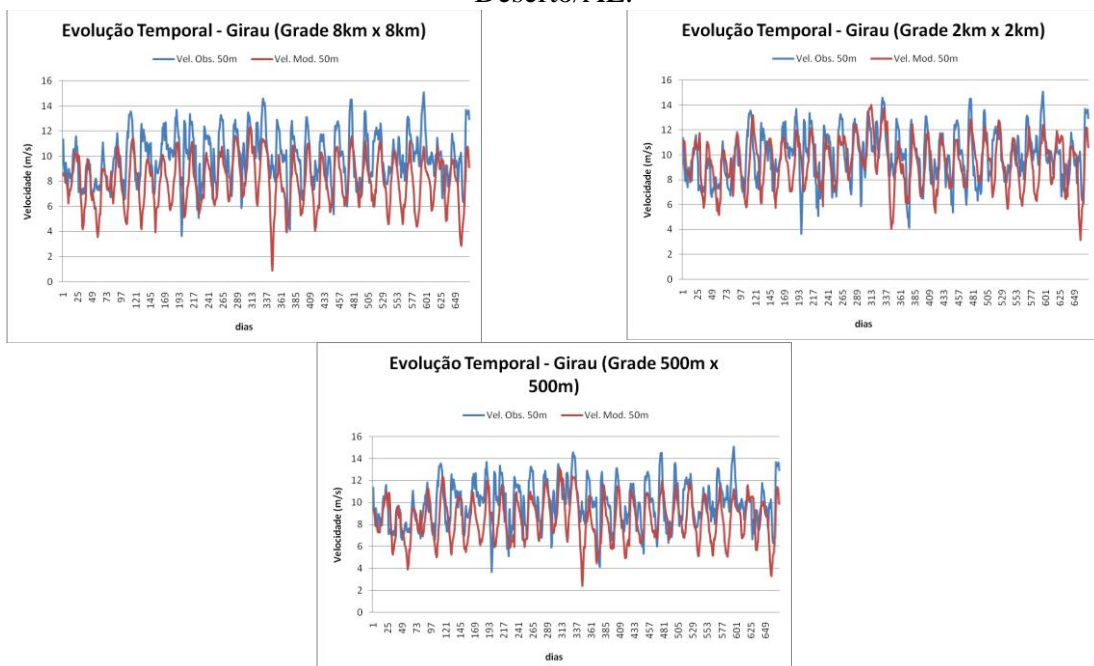 Deserto/AL.
Evolução Temporal - Girau (Grade 8km x 8km)
Vel. Obs. 50m Vel. Mod. 50m
16
14
12
10
8
6
4
2
0
Velocidade (m/s)
1 25 49 73 97 121 145 169 193 217 241 265 289 313 337 361 385 409 433 457 481 505 529 553 577 601 625 649
dias
Evolução Temporal - Girau (Grade 2km x 2km)
Vel. Obs. 50m Vel. Mod. 50m
16
14
12
10
8
6
4
2
0
Velocidade (m/s)
1 25 49 73 97 121 145 169 193 217 241 265 289 313 337 361 385 409 433 457 481 505 529 553 577 601 625 649
dias
Evolução Temporal - Girau (Grade 500m x
500m)
Vel. Obs. 50m Vel. Mod. 50m
16
14
12
10
8
6
4
2
0
Velocidade (m/s)
1 25 49 73 97 121 145 169 193 217 241 265 289 313 337 361 385 409 433 457 481 505 529 553 577 601 625 649
dias